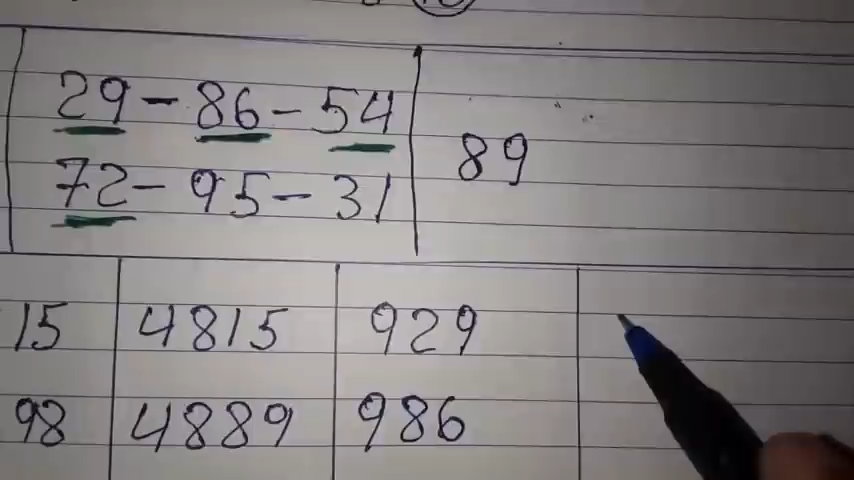 29 - 86 - 54
72 - 95 - 31
89
15 4815 929
98 4889 986